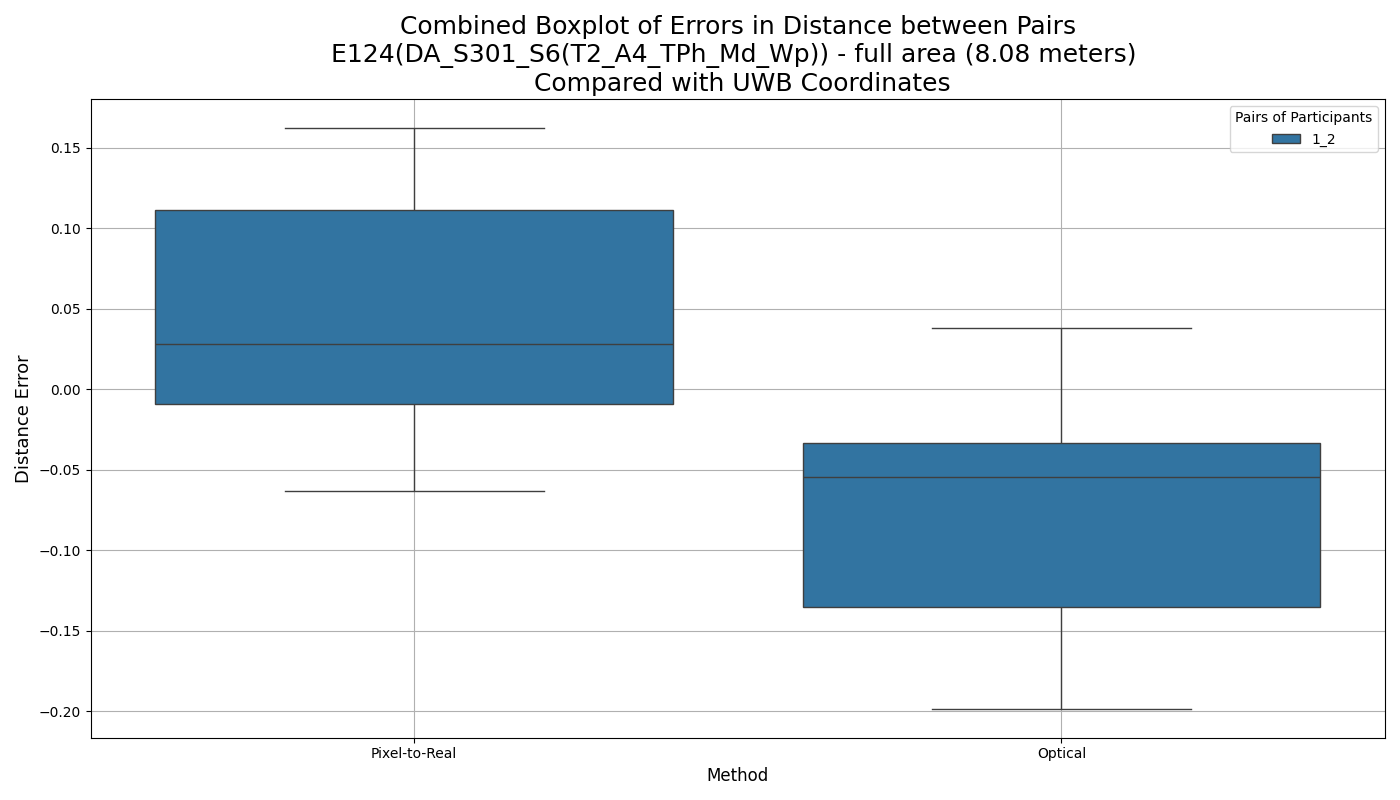 Combined Boxplot of Errors in Distance between Pairs
E124(DA_S301_S6(T2_A4_TPh_Md_Wp)) - full area (8.08 meters)
Compared with UWB Coordinates
Pairs of Participants
1_2
Distance Error
0.15
0.10
0.05
0.00
−0.05
−0.10
−0.15
−0.20
Pixel-to-Real
Optical
Method